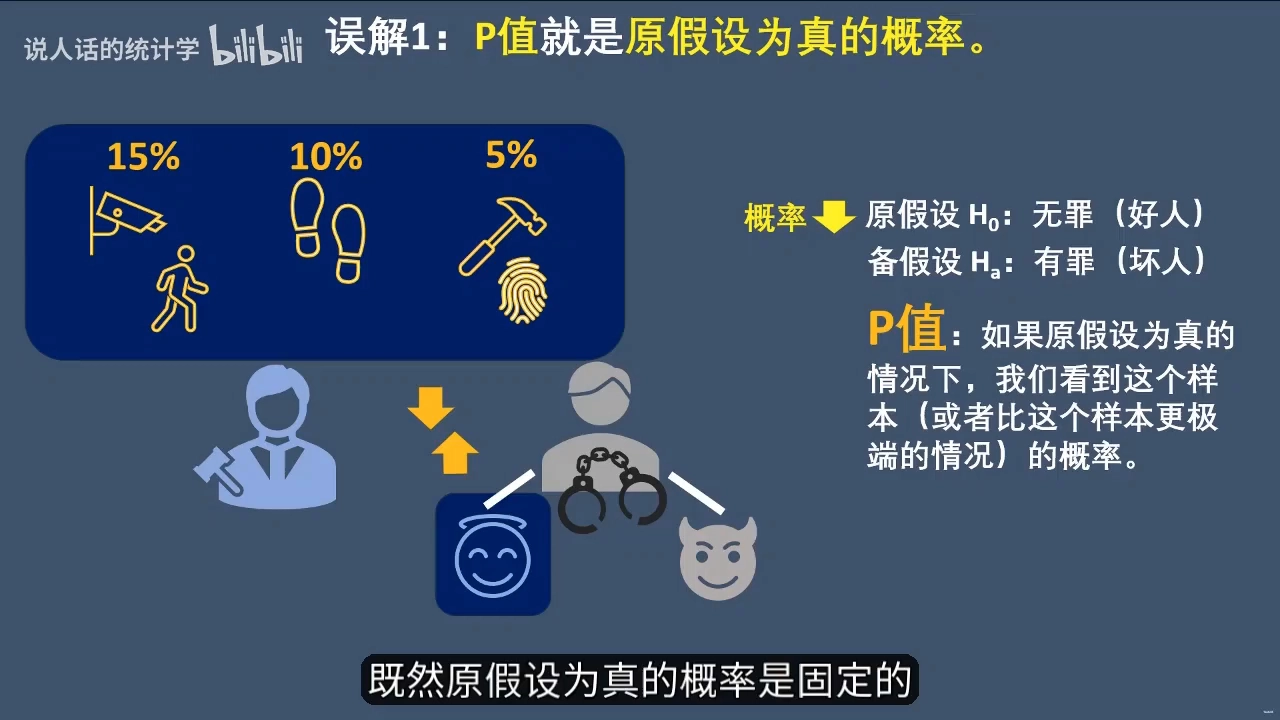 说人话的统计学 bilibili
误解1：P值就是原假设为真的概率。
15% 10% 5%
概率 原假设 H₀：无罪（好人）
备假设 Hₐ：有罪（坏人）
P值：如果原假设为真的
情况下，我们看到这个样
本（或者比这个样本更极
端的情况）的概率。
既然原假设为真的概率是固定的